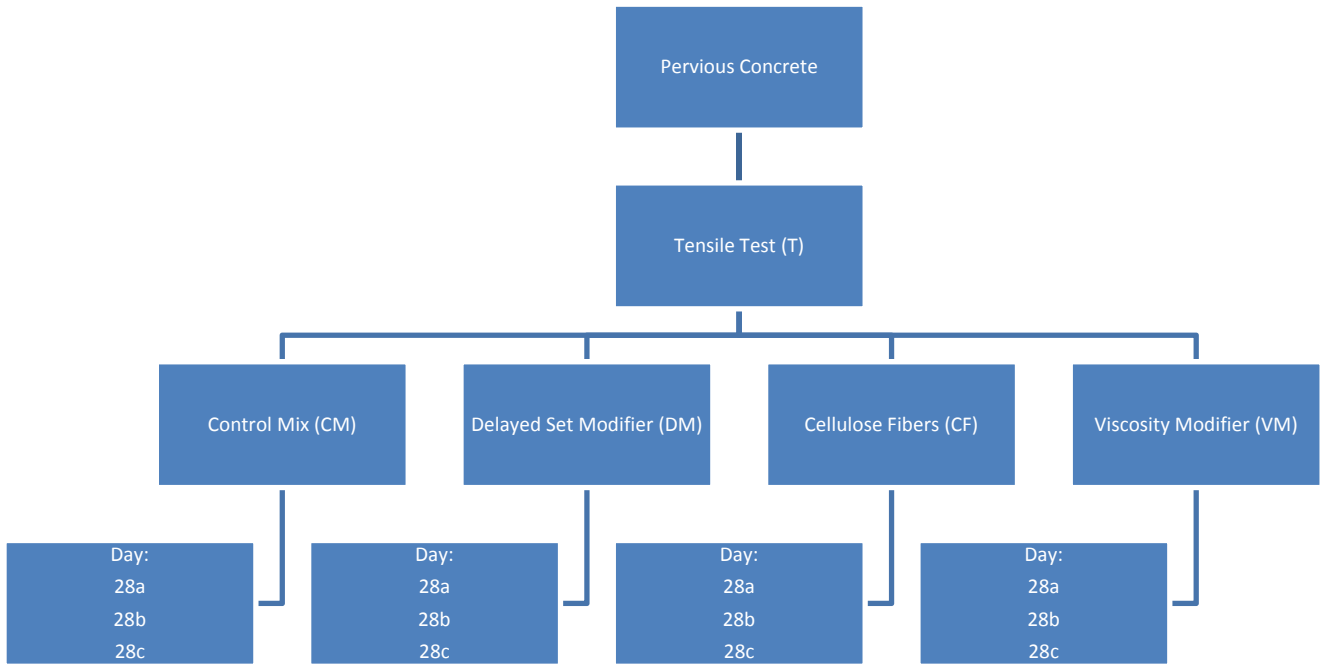 Pervious Concrete
Tensile Test (T)
Control Mix (CM)
Delayed Set Modifier (DM)
Cellulose Fibers (CF)
Viscosity Modifier (VM)
Day:
28a
28b
28c
Day:
28a
28b
28c
Day:
28a
28b
28c
Day:
28a
28b
28c